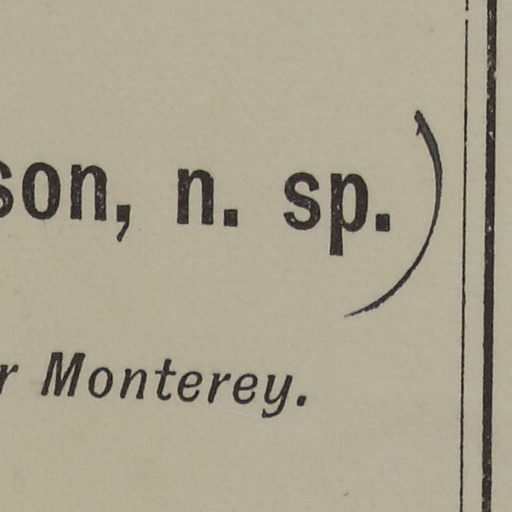 son, n. sp.)
r Monterey.